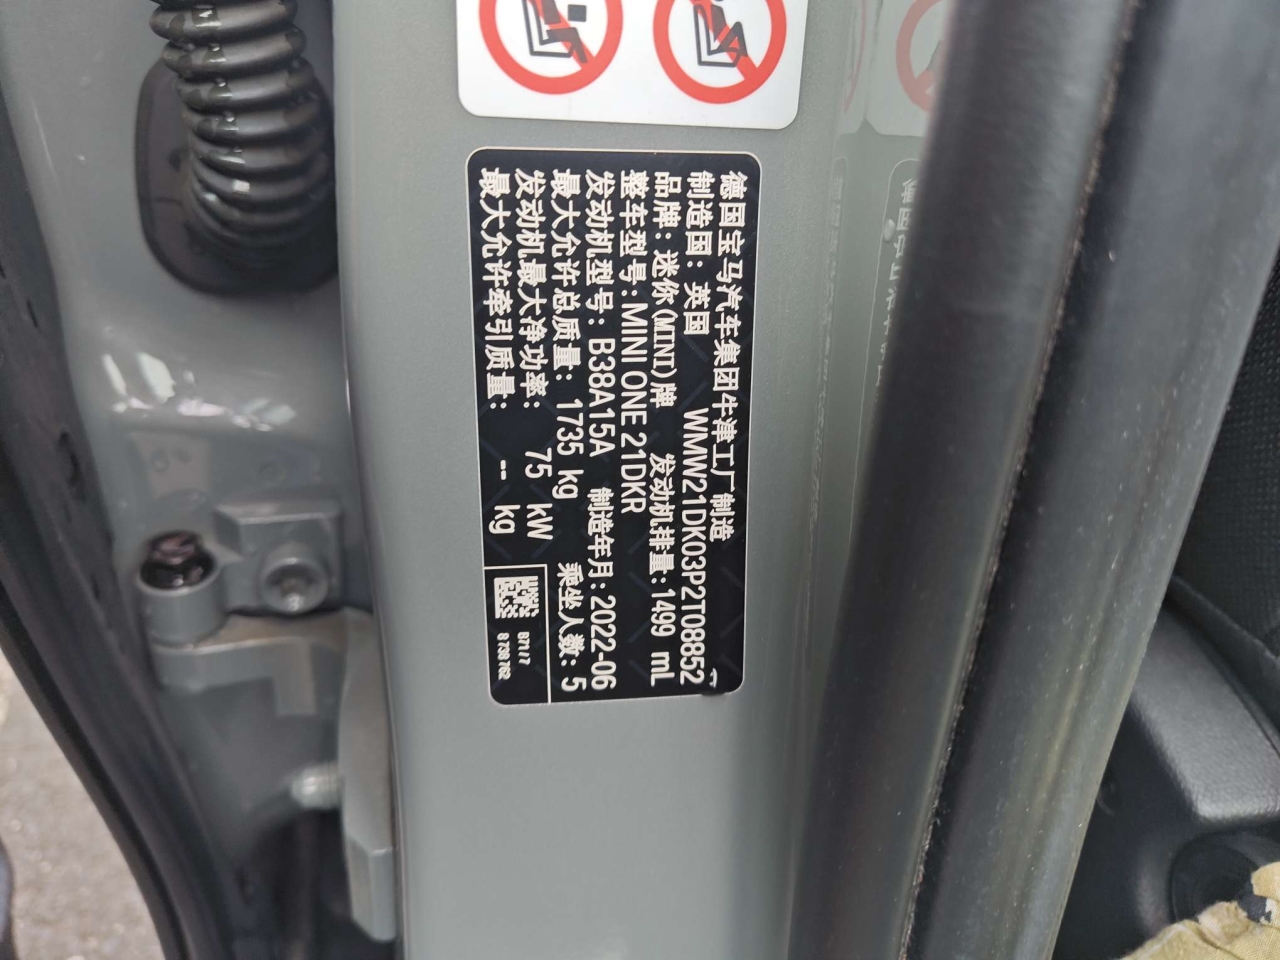 德国宝马汽车集团牛津工厂制造
制造国: 英国 WMW21DK03P2T08852
品牌: 迷你(MINI)牌 发动机排量: 1499 mL
整车型号: MINI ONE 21DKR
发动机型号: B38A15A 制造年月: 2022-06
最大允许总质量: 1735 kg 乘坐人数: 5
发动机最大净功率: 75 kW
最大允许牵引质量: -- kg
8 738 762